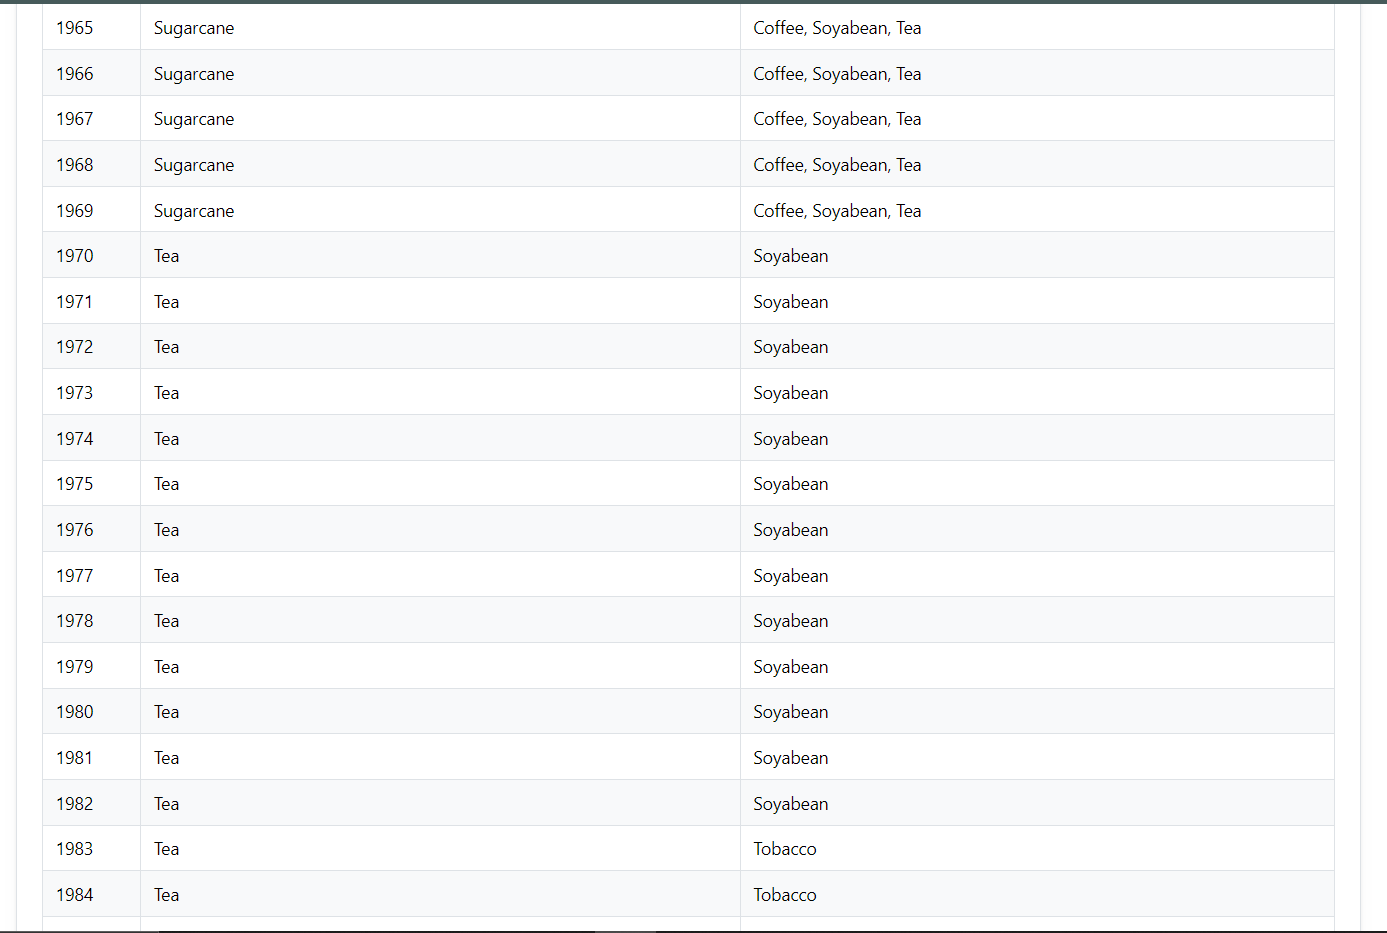 1965 Sugarcane Coffee, Soyabean, Tea
1966 Sugarcane Coffee, Soyabean, Tea
1967 Sugarcane Coffee, Soyabean, Tea
1968 Sugarcane Coffee, Soyabean, Tea
1969 Sugarcane Coffee, Soyabean, Tea
1970 Tea Soyabean
1971 Tea Soyabean
1972 Tea Soyabean
1973 Tea Soyabean
1974 Tea Soyabean
1975 Tea Soyabean
1976 Tea Soyabean
1977 Tea Soyabean
1978 Tea Soyabean
1979 Tea Soyabean
1980 Tea Soyabean
1981 Tea Soyabean
1982 Tea Soyabean
1983 Tea Tobacco
1984 Tea Tobacco